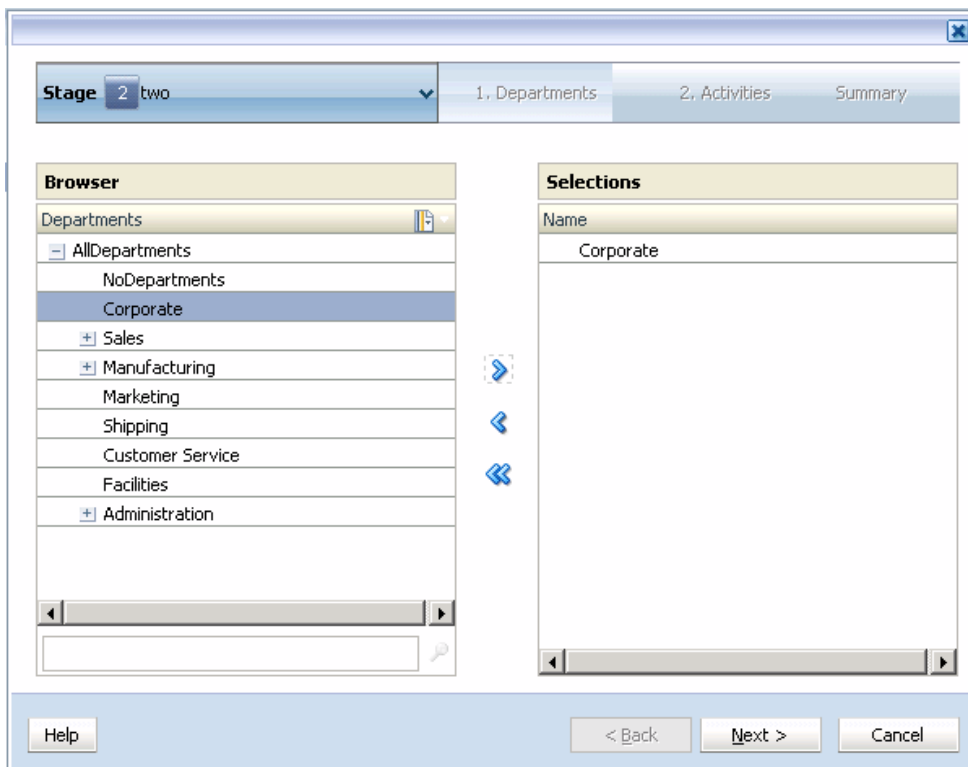 Stage 2 two 1. Departments 2. Activities Summary
Browser
Departments
AllDepartments
NoDepartments
Corporate
Sales
Manufacturing
Marketing
Shipping
Customer Service
Facilities
Administration
Selections
Name
Corporate
Help < Back Next > Cancel